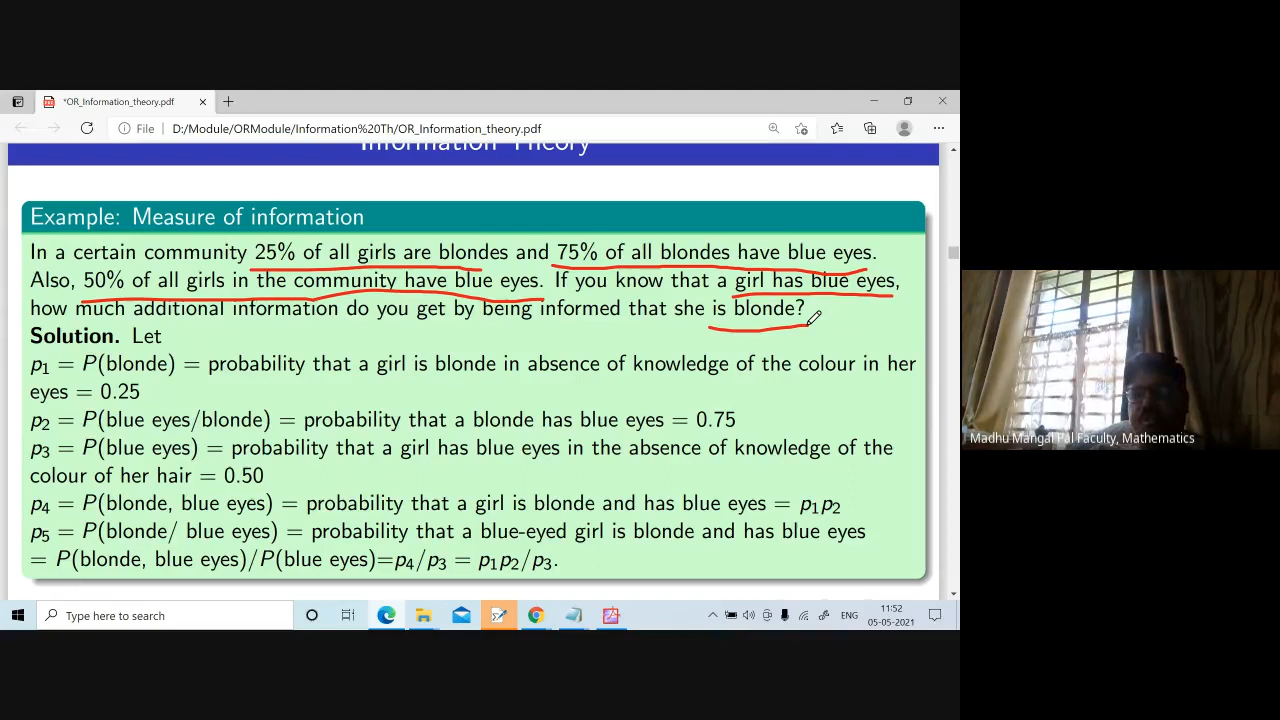 *OR_Information_theory.pdf
File D:/Module/ORModule/Information%20Th/OR_Information_theory.pdf
Information Theory
Example: Measure of information
In a certain community 25% of all girls are blondes and 75% of all blondes have blue eyes.
Also, 50% of all girls in the community have blue eyes. If you know that a girl has blue eyes,
how much additional information do you get by being informed that she is blonde?
Solution. Let
p₁ = P(blonde) = probability that a girl is blonde in absence of knowledge of the colour in her
eyes = 0.25
p₂ = P(blue eyes/blonde) = probability that a blonde has blue eyes = 0.75
p₃ = P(blue eyes) = probability that a girl has blue eyes in the absence of knowledge of the
colour of her hair = 0.50
p₄ = P(blonde, blue eyes) = probability that a girl is blonde and has blue eyes = p₁p₂
p₅ = P(blonde/ blue eyes) = probability that a blue-eyed girl is blonde and has blue eyes
= P(blonde, blue eyes)/P(blue eyes)=p₄/p₃ = p₁p₂/p₃.
Madhu Mangal Pal Faculty, Mathematics
Type here to search
ENG
11:52
05-05-2021